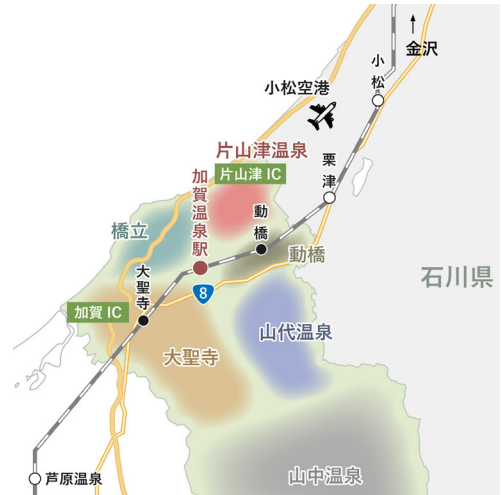 金沢
小松
小松空港
栗津
片山津温泉
片山津 IC
加賀温泉駅
動橋
橋立
動橋
大聖寺
石川県
8
加賀 IC
山代温泉
大聖寺
山中温泉
芦原温泉